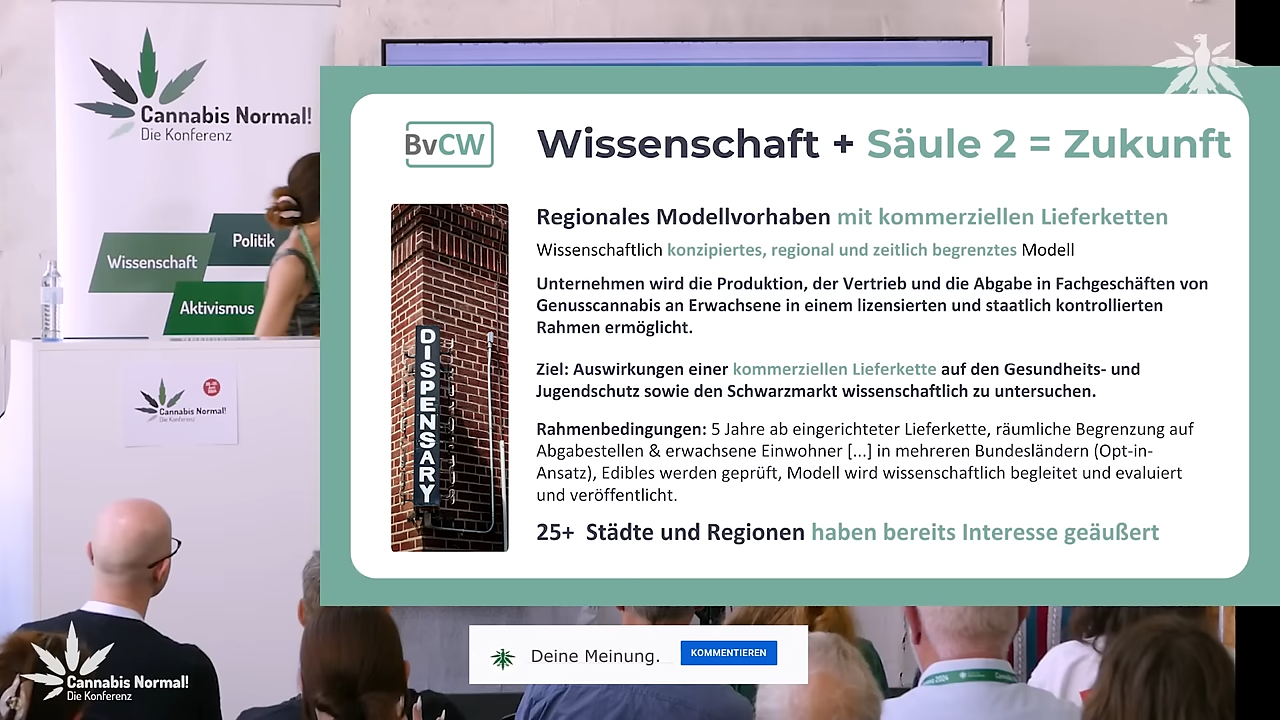 Cannabis Normal!
Die Konferenz
Politik
Wissenschaft
Aktivismus
Cannabis Normal!
Die Konferenz
BvCW
Wissenschaft + Säule 2 = Zukunft
DISPENSARY
Regionales Modellvorhaben mit kommerziellen Lieferketten
Wissenschaftlich konzipiertes, regional und zeitlich begrenztes Modell
Unternehmen wird die Produktion, der Vertrieb und die Abgabe in Fachgeschäften von
Genusscannabis an Erwachsene in einem lizensierten und staatlich kontrollierten
Rahmen ermöglicht.
Ziel: Auswirkungen einer kommerziellen Lieferkette auf den Gesundheits- und
Jugendschutz sowie den Schwarzmarkt wissenschaftlich zu untersuchen.
Rahmenbedingungen: 5 Jahre ab eingerichteter Lieferkette, räumliche Begrenzung auf
Abgabestellen & erwachsene Einwohner [...] in mehreren Bundesländern (Opt-in-
Ansatz), Edibles werden geprüft, Modell wird wissenschaftlich begleitet und evaluiert
und veröffentlicht.
25+ Städte und Regionen haben bereits Interesse geäußert
Deine Meinung.
KOMMENTIEREN
Cannabis Normal!
Die Konferenz